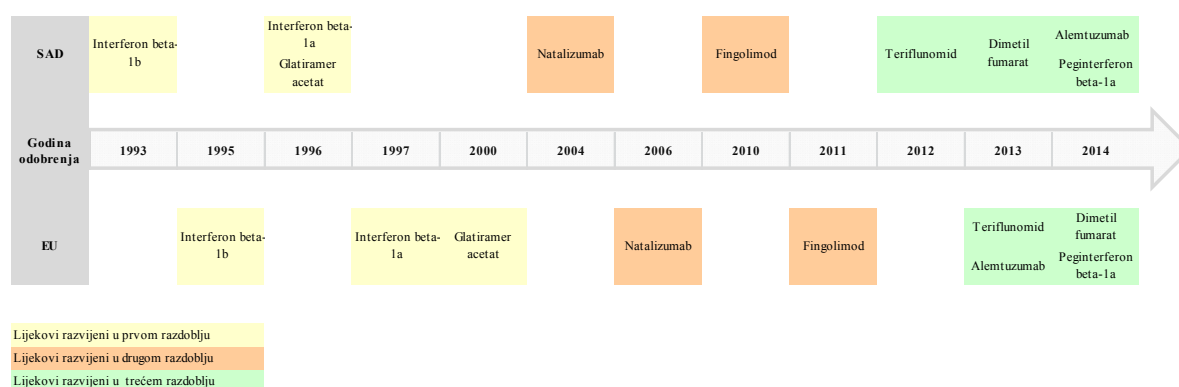 SAD
Interferon beta-
1b
Interferon beta-
1a
Glatiramer
acetat
Natalizumab
Fingolimod
Teriflunomid
Dimetil
fumarat
Alemtuzumab
Peginterferon
beta-1a
Godina
odobrenja
1993
1995
1996
1997
2000
2004
2006
2010
2011
2012
2013
2014
EU
Interferon beta-
1b
Interferon beta-
1a
Glatiramer
acetat
Natalizumab
Fingolimod
Teriflunomid
Alemtuzumab
Dimetil
fumarat
Peginterferon
beta-1a
Lijekovi razvijeni u prvom razdoblju
Lijekovi razvijeni u drugom razdoblju
Lijekovi razvijeni u trećem razdoblju